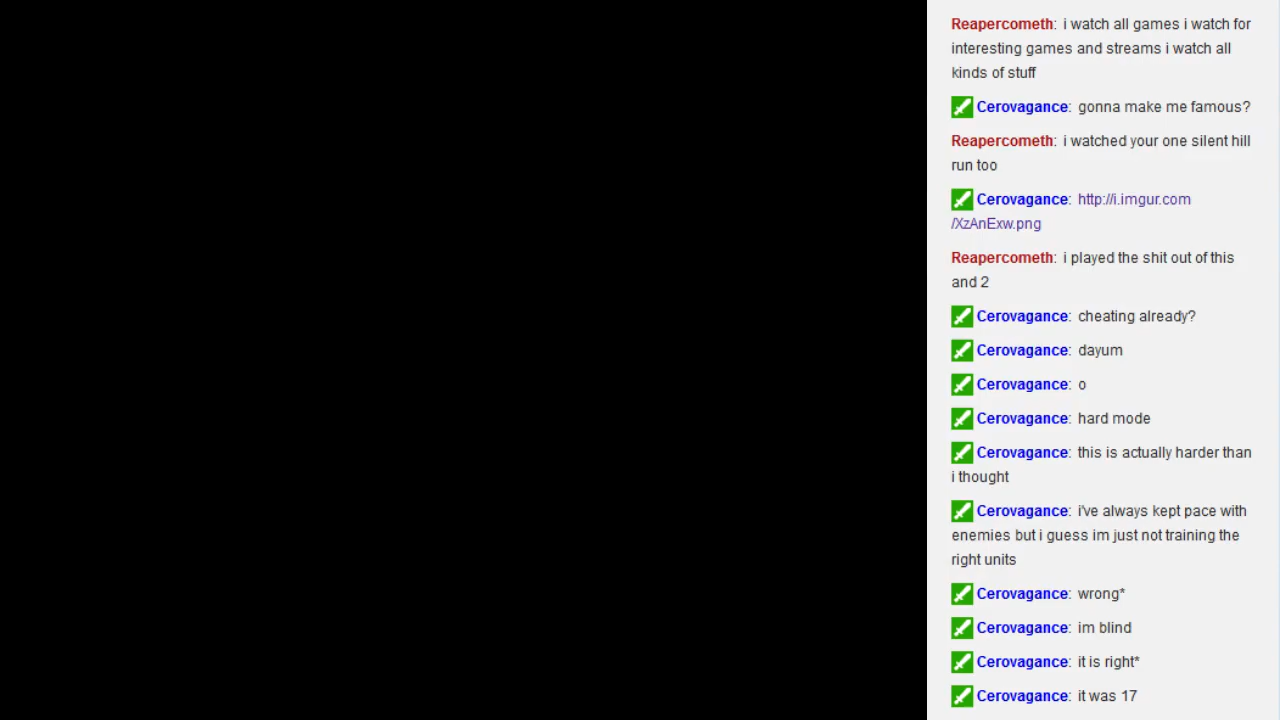 Reapercometh: i watch all games i watch for
interesting games and streams i watch all
kinds of stuff
Cerovagance: gonna make me famous?
Reapercometh: i watched your one silent hill
run too
Cerovagance: http://i.imgur.com
/XzAnExw.png
Reapercometh: i played the shit out of this
and 2
Cerovagance: cheating already?
Cerovagance: dayum
Cerovagance: o
Cerovagance: hard mode
Cerovagance: this is actually harder than
i thought
Cerovagance: i've always kept pace with
enemies but i guess im just not training the
right units
Cerovagance: wrong*
Cerovagance: im blind
Cerovagance: it is right*
Cerovagance: it was 17